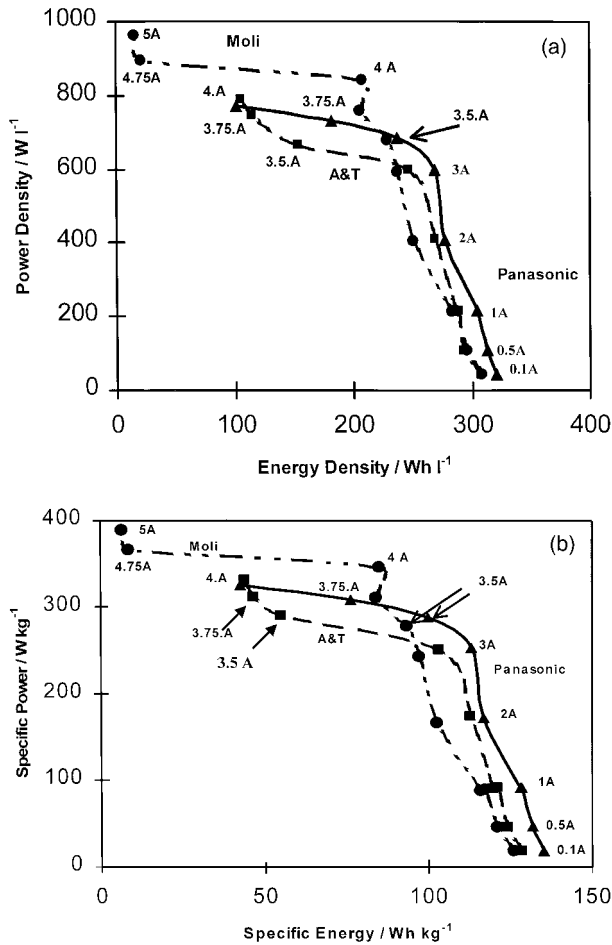 1000
800
600
400
200
0
0
100
200
300
400
Power Density / W l-1
Energy Density / Wh l-1
(a)
5A
Moli
4.75A
4 A
4.A
3.75.A
3.75.A
3.5.A
3.5.A
A&T
3A
2A
Panasonic
1A
0.5A
0.1A
400
300
200
100
0
0
50
100
150
Specific Power / Wkg-1
Specific Energy / Wh kg-1
(b)
5A
Moli
4.75A
4 A
4.A
3.75.A
3.5A
3.75.A
A&T
3.5 A
3A
Panasonic
2A
1A
0.5A
0.1A